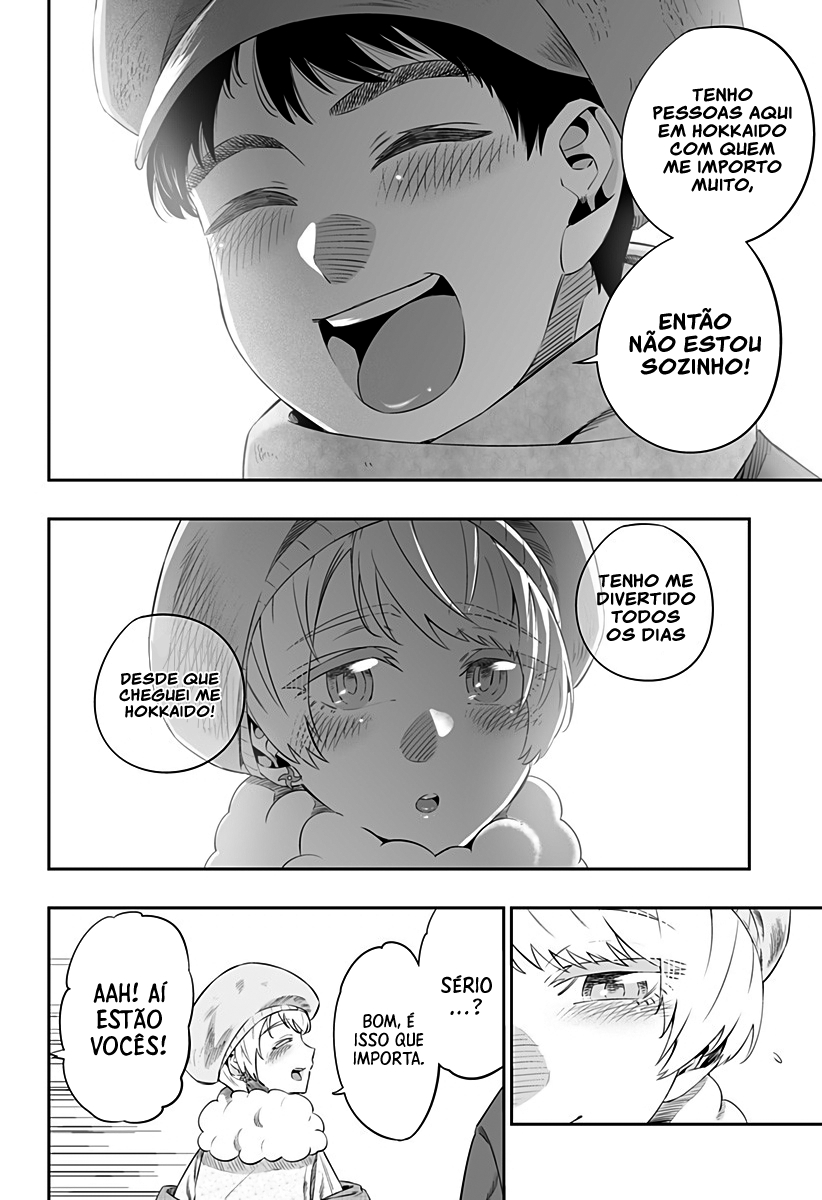 TENHO
PESSOAS AQUI
EM HOKKAIDO
COM QUEM
ME IMPORTO
MUITO,
ENTÃO
NÃO ESTOU
SOZINHO!
TENHO ME
DIVERTIDO
TODOS
OS DIAS
DESDE QUE
CHEGUEI ME
HOKKAIDO!
SÉRIO
...?
BOM, É
ISSO QUE
IMPORTA.
AAH! AÍ
ESTÃO
VOCÊS!